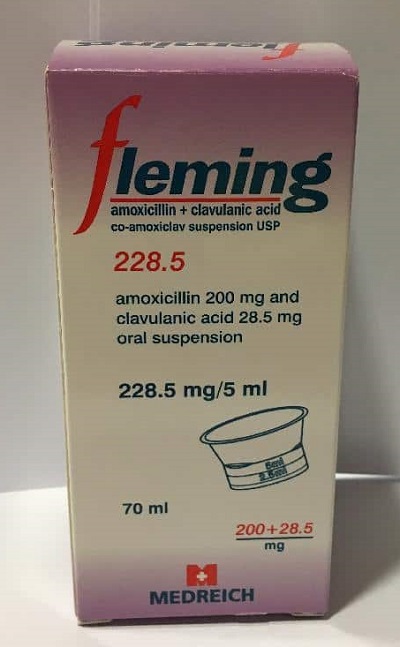 fleming
fleming
amoxicillin + clavulanic acid
co-amoxiclav suspension USP
228.5
amoxicillin 200 mg and
clavulanic acid 28.5 mg
oral suspension
228.5 mg/5 ml
5ml
2.5ml
70 ml
200+28.5
mg
MEDREICH